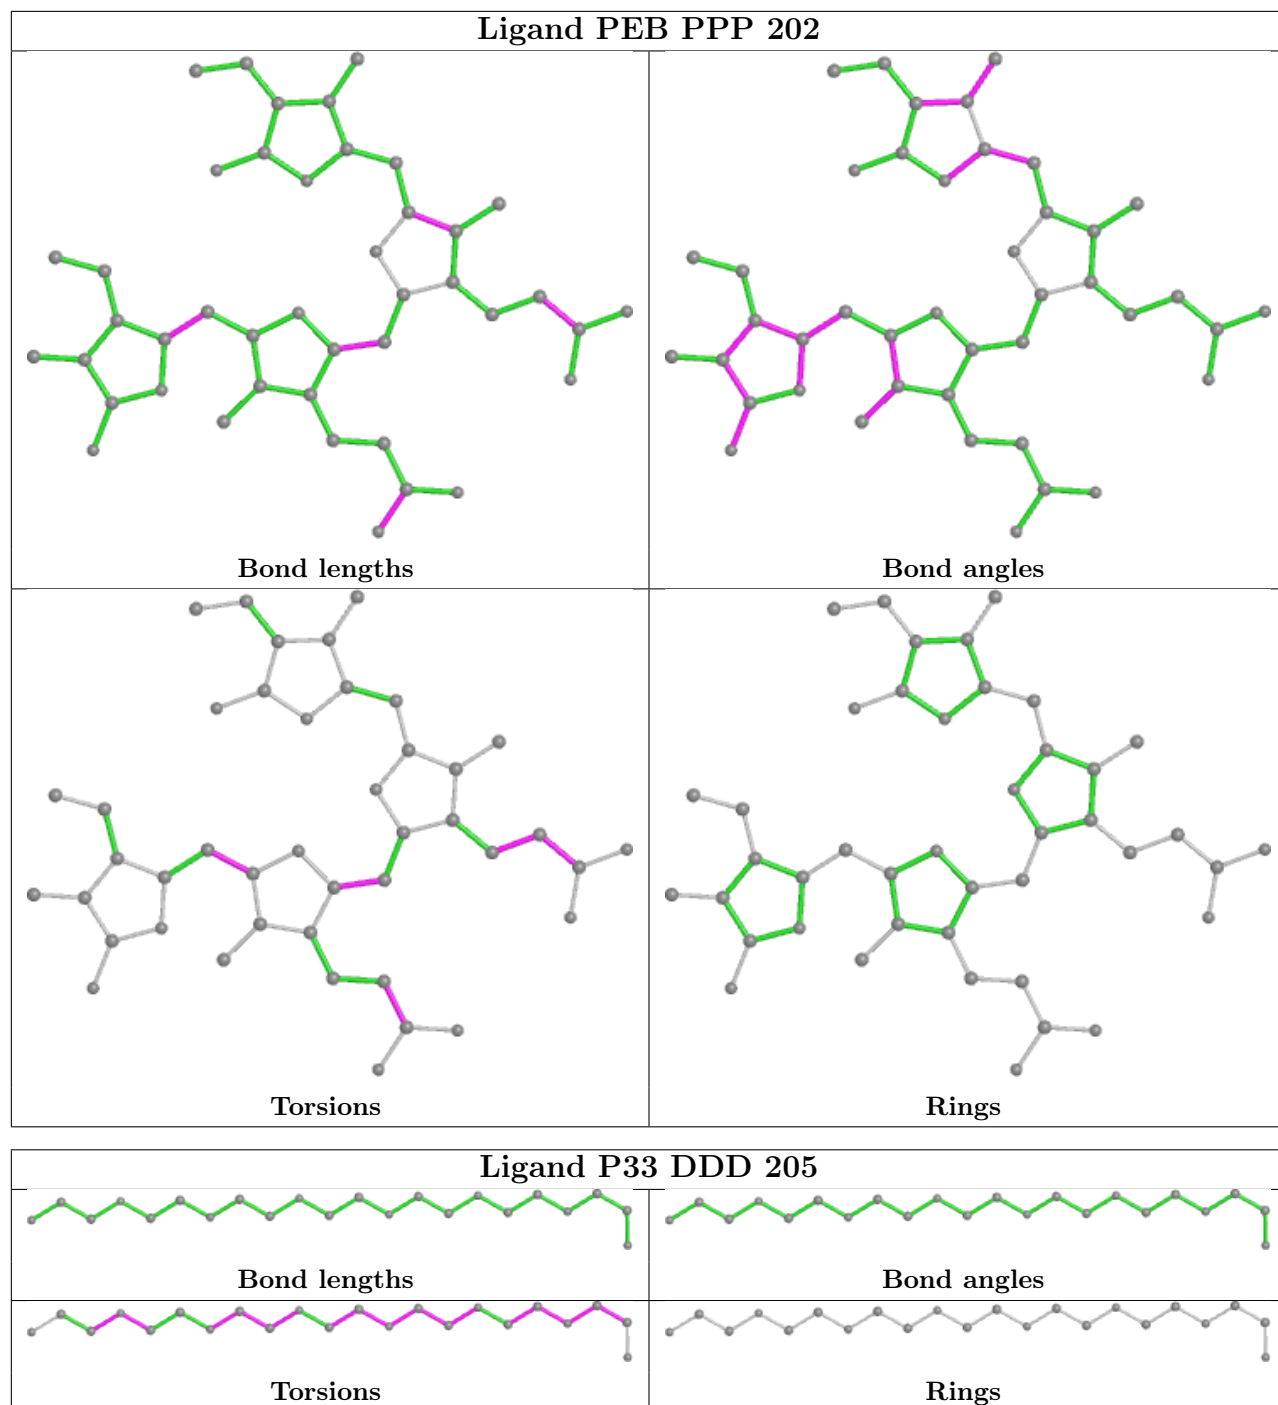 Ligand PEB PPP 202
Bond lengths
Bond angles
Torsions
Rings
Ligand P33 DDD 205
Bond lengths
Bond angles
Torsions
Rings